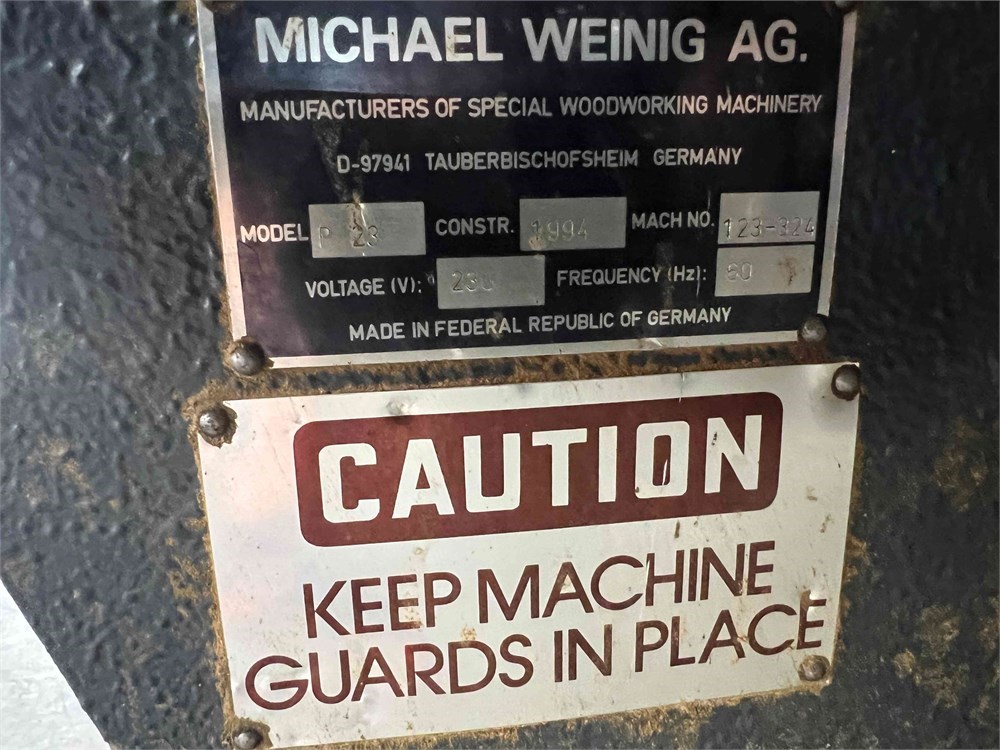 MICHAEL WEINIG AG.
MANUFACTURERS OF SPECIAL WOODWORKING MACHINERY
D-97941 TAUBERBISCHOFSHEIM GERMANY
MODEL P 23 CONSTR. 1994 MACH NO. 123-324
VOLTAGE (V): 230 FREQUENCY (Hz): 60
MADE IN FEDERAL REPUBLIC OF GERMANY
CAUTION
KEEP MACHINE
GUARDS IN PLACE